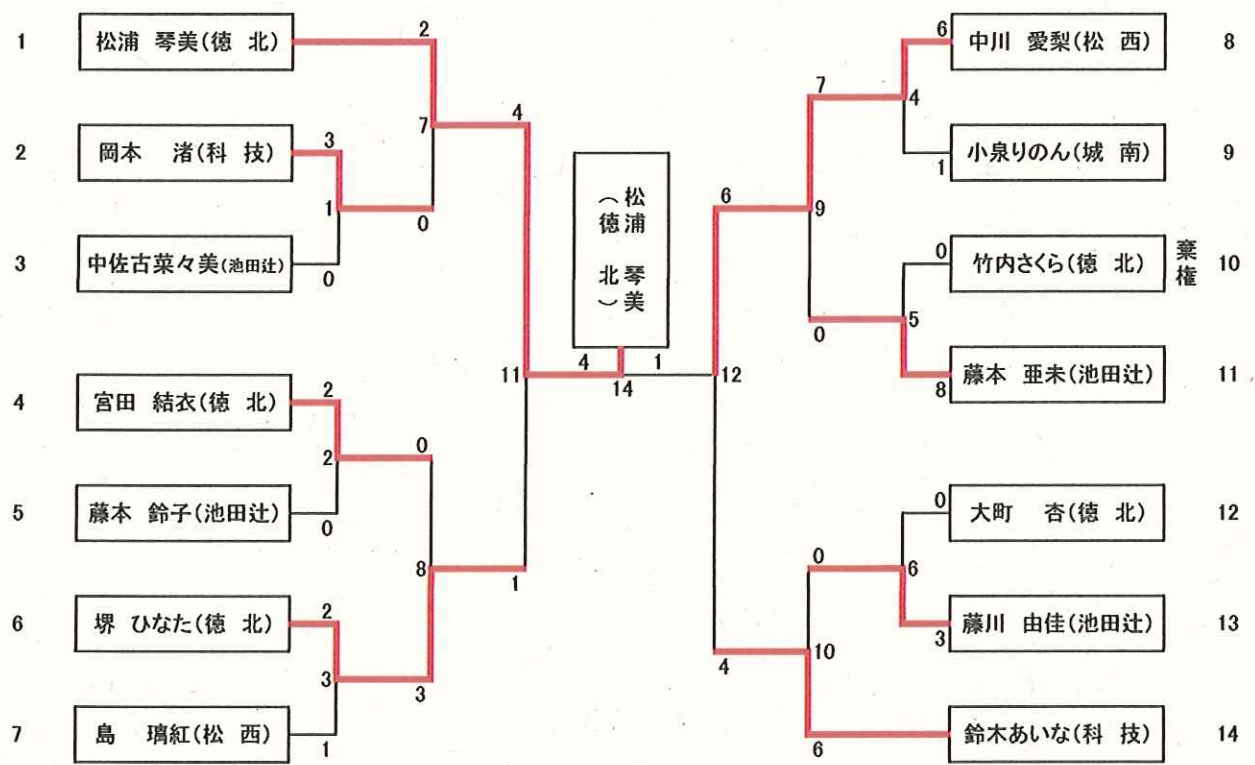 1 松浦 琴美(徳 北) 2
2 岡本 渚(科 技) 3
3 中佐古菜々美(池田辻) 0
1
0
7
4
4 宮田 結衣(徳 北) 2
5 藤本 鈴子(池田辻) 0
2
0
6 堺 ひなた(徳 北) 2
7 島 璃紅(松 西) 1
3
3
8
1
11
松浦 琴美
(徳 北)
4 1
14
6 中川 愛梨(松 西) 8
1 小泉りのん(城 南) 9
4
7
0 竹内さくら(徳 北) 棄権 10
8 藤本 亜未(池田辻) 11
5
0
9
6
12
0 大町 杏(徳 北) 12
3 藤川 由佳(池田辻) 13
6
0
10
4
6 鈴木あいな(科 技) 14